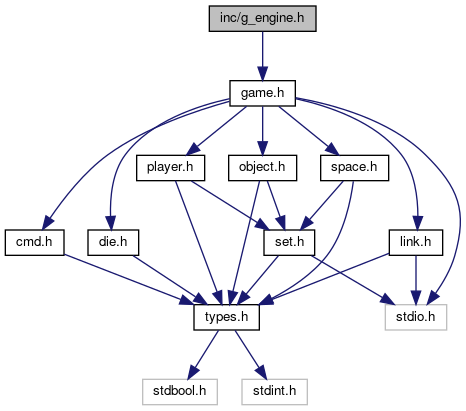 inc/g_engine.h
game.h
player.h
object.h
space.h
cmd.h
die.h
set.h
link.h
types.h
stdio.h
stdbool.h
stdint.h